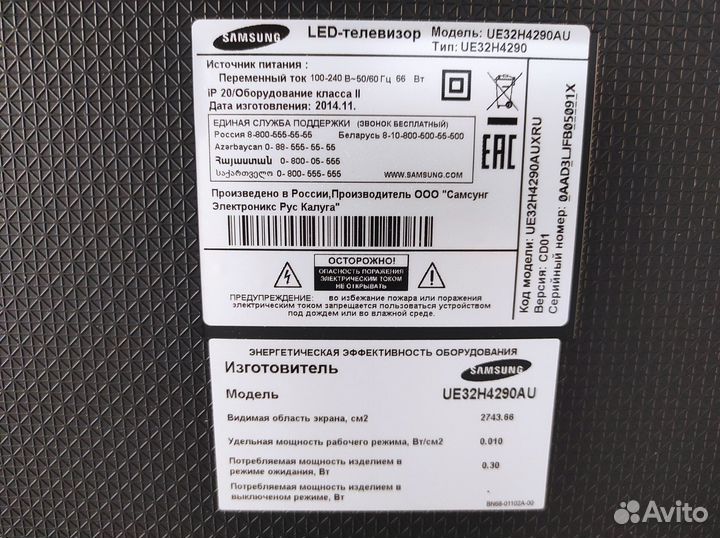 SAMSUNG
LED-телевизор Модель: UE32H4290AU
Тип: UE32H4290
Источник питания :
Переменный ток 100-240 В~50/60 Гц 66 Вт
iP 20/Оборудование класса II
Дата изготовления: 2014.11.
ЕДИНАЯ СЛУЖБА ПОДДЕРЖКИ (ЗВОНОК БЕСПЛАТНЫЙ)
Россия 8-800-555-55-55 Беларусь 8-10-800-500-55-500
Azərbaycan 0- 88- 555- 55- 55
Հայաստան 0- 800- 05- 555
საქართველო 0- 800- 555- 555 WWW.SAMSUNG.COM
EAC
Произведено в России,Производитель ООО "Самсунг
Электроникс Рус Калуга"
ОСТОРОЖНО!
ОПАСНОСТЬ ПОРАЖЕНИЯ
ЭЛЕКТРИЧЕСКИМ ТОКОМ
НЕ ОТКРЫВАТЬ
ПРЕДУПРЕЖДЕНИЕ: во избежание пожара или поражения
электрическим током запрещается пользоваться устройством
под дождем или во влажной среде.
Код модели: UE32H4290AUXRU
Версия: CD01
Серийный номер: 0AAD3LJFB05091X
ЭНЕРГЕТИЧЕСКАЯ ЭФФЕКТИВНОСТЬ ОБОРУДОВАНИЯ
Изготовитель SAMSUNG
Модель UE32H4290AU
Видимая область экрана, см2 2743.66
Удельная мощность рабочего режима, Вт/см2 0.010
Потребляемая мощность изделием в
режиме ожидания, Вт 0.30
Потребляемая мощность изделием в
выключеном режиме, Вт -
BN68-01102A-00
Avito